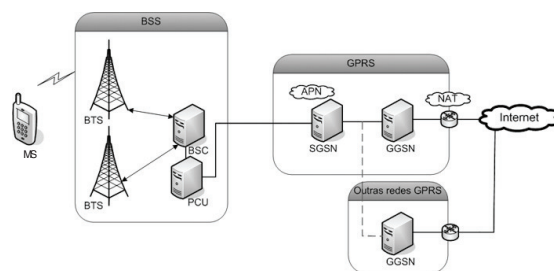 BSS
BTS
BTS
BSC
PCU
MS
GPRS
APN
SGSN
GGSN
NAT
Internet
Outras redes GPRS
GGSN